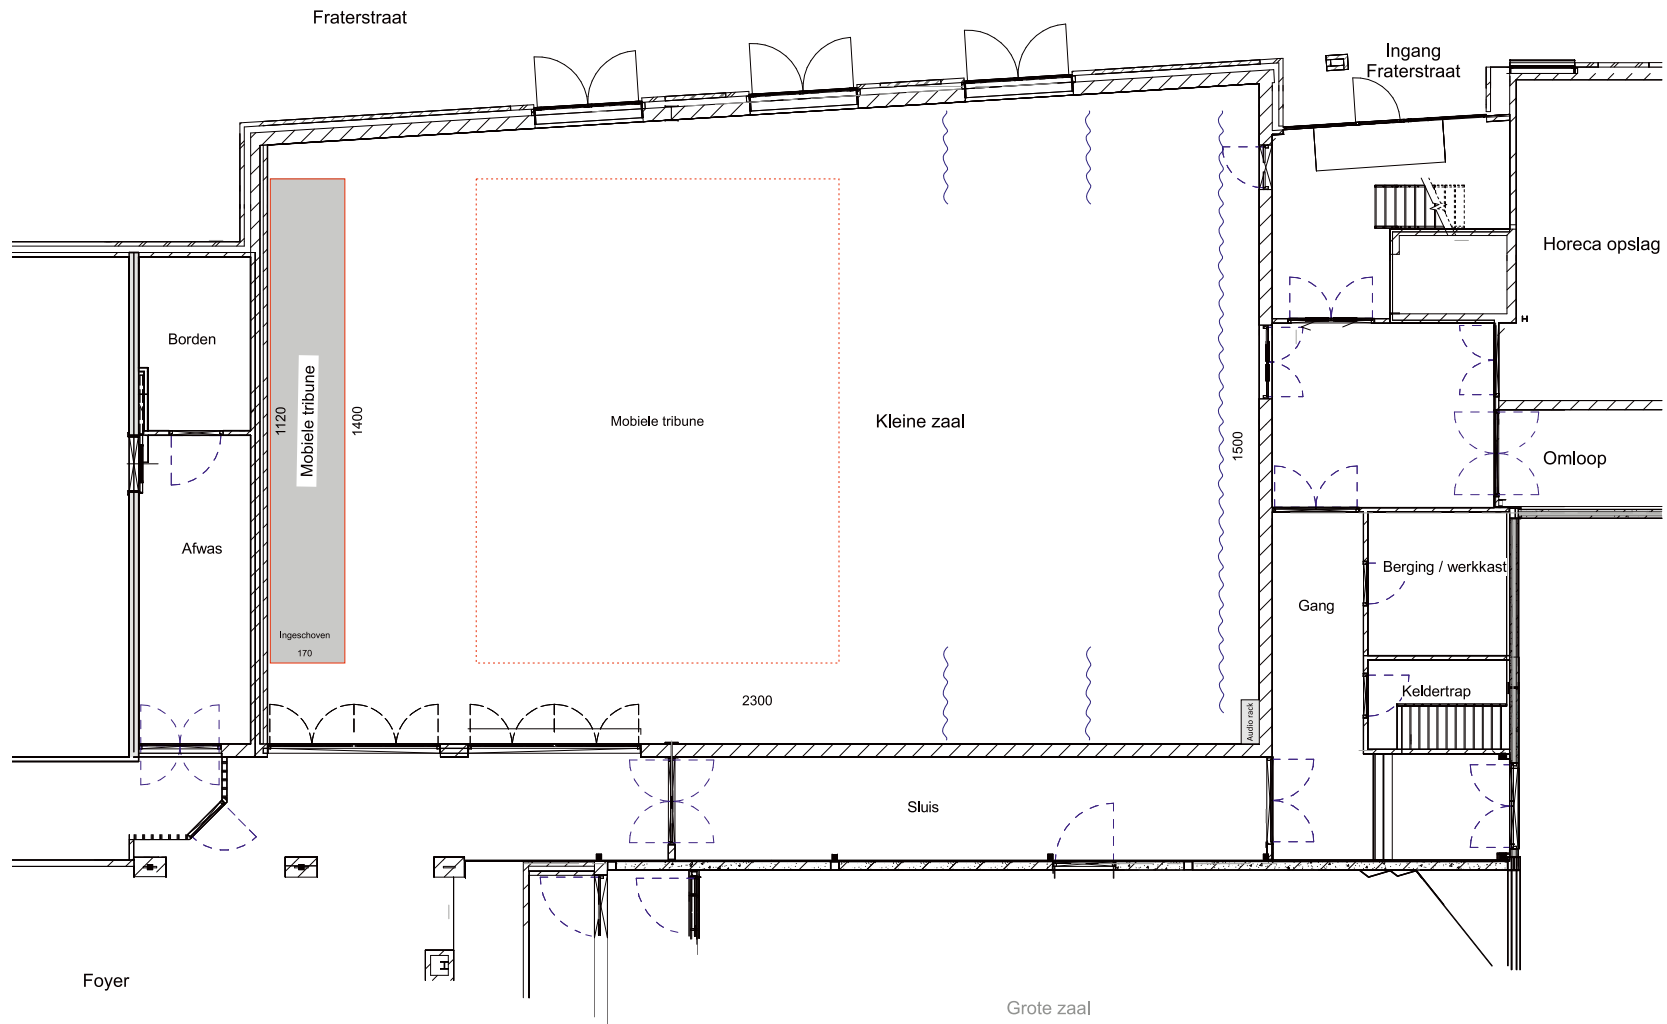 Fraterstraat
Ingang
Fraterstraat
Horeca opslag
Borden
Mobiele tribune
1120
1400
Mobiele tribune
Kleine zaal
1500
Omloop
Afwas
Berging / werkkast
Gang
Ingeschoven
170
Keldertrap
2300
Audio rack
Sluis
Foyer
Grote zaal